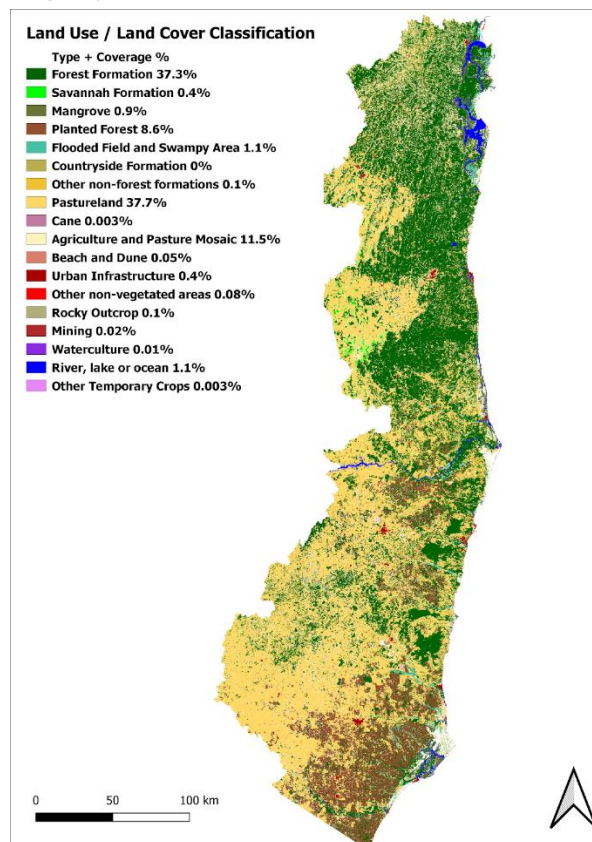 Land Use / Land Cover Classification
Type + Coverage %
Forest Formation 37.3%
Savannah Formation 0.4%
Mangrove 0.9%
Planted Forest 8.6%
Flooded Field and Swampy Area 1.1%
Countryside Formation 0%
Other non-forest formations 0.1%
Pastureland 37.7%
Cane 0.003%
Agriculture and Pasture Mosaic 11.5%
Beach and Dune 0.05%
Urban Infrastructure 0.4%
Other non-vegetated areas 0.08%
Rocky Outcrop 0.1%
Mining 0.02%
Waterculture 0.01%
River, lake or ocean 1.1%
Other Temporary Crops 0.003%
0 50 100 km